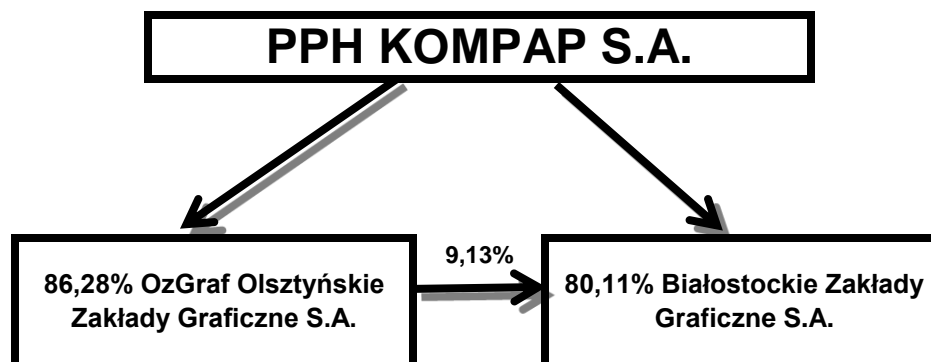 PPH KOMPAP S.A.
9,13%
86,28% OzGraf Olsztyńskie
Zakłady Graficzne S.A.
80,11% Białostockie Zakłady
Graficzne S.A.